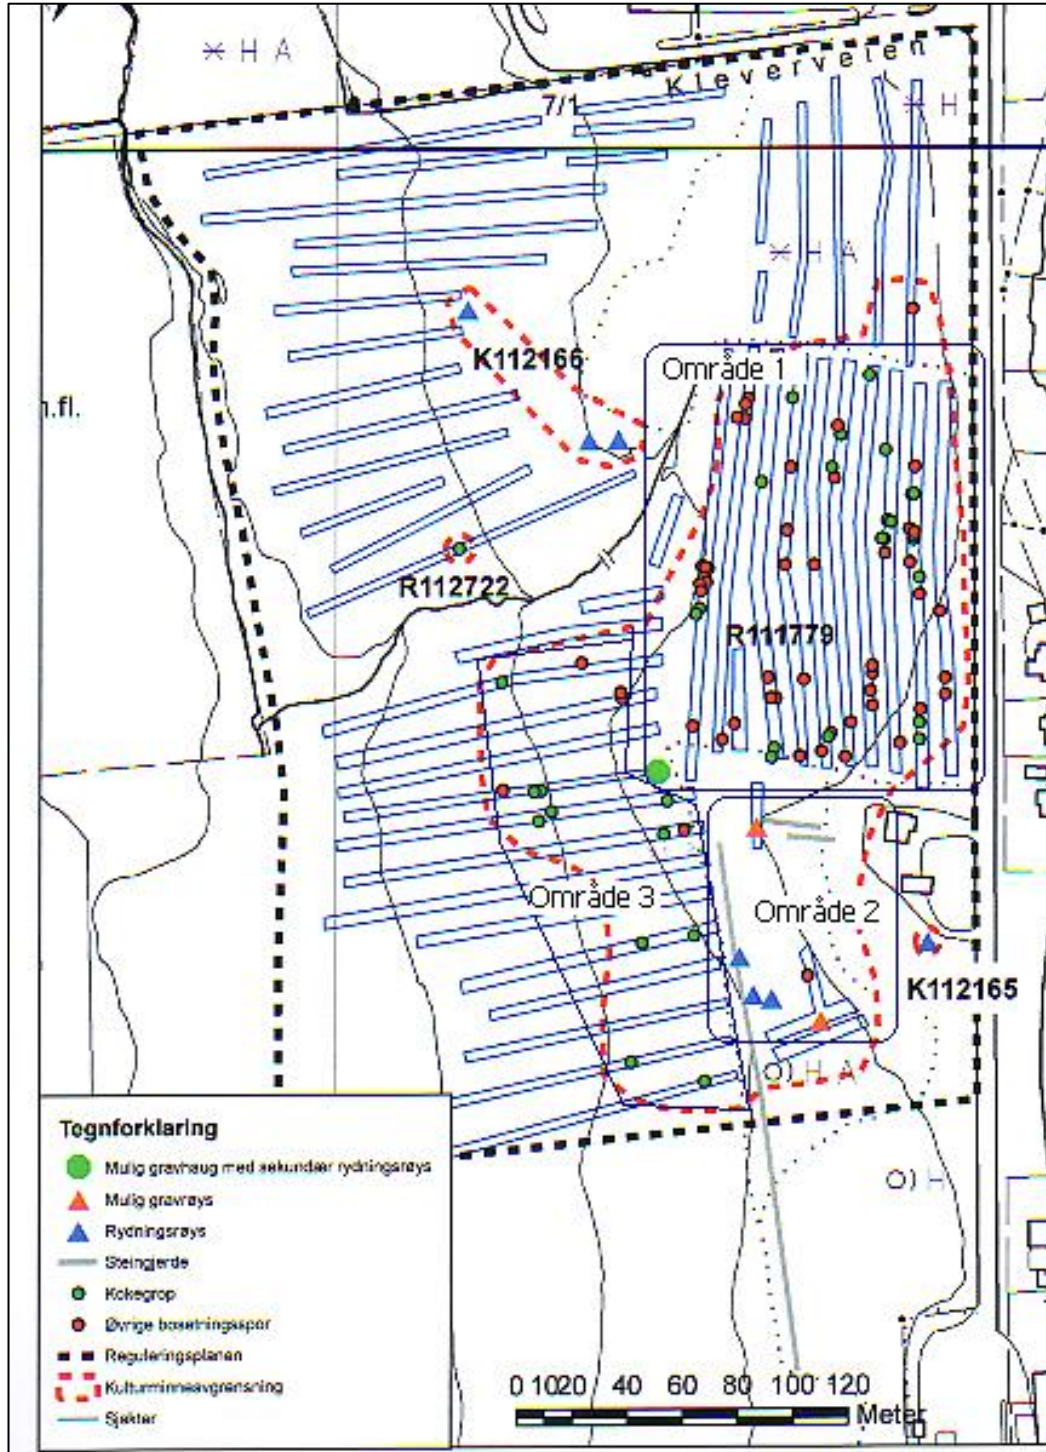 H A
Kleverveien
7/1
H
H A
K112166
Område 1
n.fl.
R112722
R111779
Område 3
Område 2
K112165
O) H A
O) H
Tegnforklaring
Mulig gravhaug med sekundær rydningsrøys
Mulig gravrøys
Rydningsrøys
Steingjerde
Kokegrop
Øvrige bosetningsspor
Reguleringsplanen
Kulturminneavgrensning
Sjakter
0 10 20 40 60 80 100 120
Meter